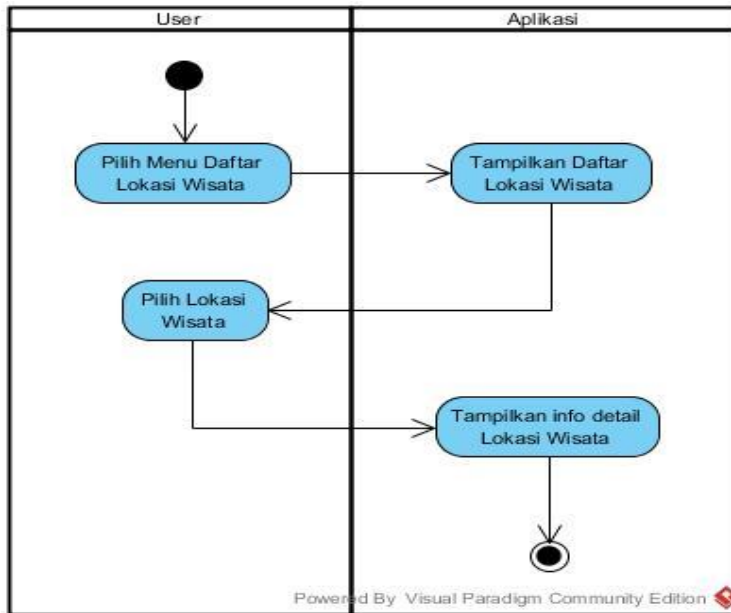 User
Aplikasi
Pilih Menu Daftar
Lokasi Wisata
Tampilkan Daftar
Lokasi Wisata
Pilih Lokasi
Wisata
Tampilkan info detail
Lokasi Wisata
Powered By Visual Paradigm Community Edition